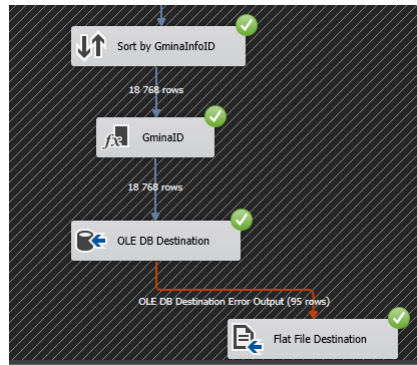 Sort by GminaInfoID
18 768 rows
fx GminaID
18 768 rows
OLE DB Destination
OLE DB Destination Error Output (95 rows)
Flat File Destination